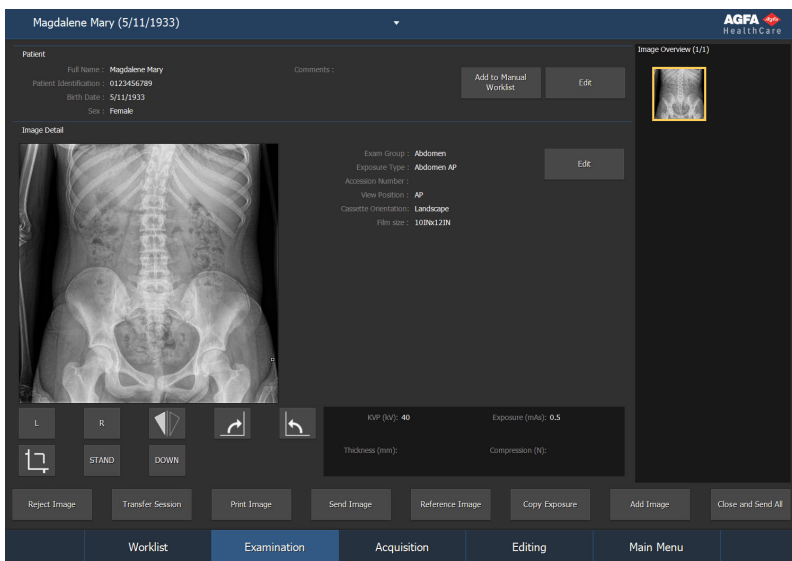 Magdalene Mary (5/11/1933)
AGFA Agfa
HealthCare
Patient
Full Name : Magdalene Mary
Patient Identification : 0123456789
Birth Date : 5/11/1933
Sex : Female
Comments :
Add to Manual
Worklist
Edit
Image Overview (1/1)
Image Detail
Exam Group : Abdomen
Exposure Type : Abdomen AP
Accession Number :
View Position : AP
Cassette Orientation: Landscape
Film size : 10INx12IN
Edit
L
R
STAND
DOWN
KVP (kV): 40
Exposure (mAs): 0.5
Thickness (mm):
Compression (N):
Reject Image
Transfer Session
Print Image
Send Image
Reference Image
Copy Exposure
Add Image
Close and Send All
Worklist
Examination
Acquisition
Editing
Main Menu